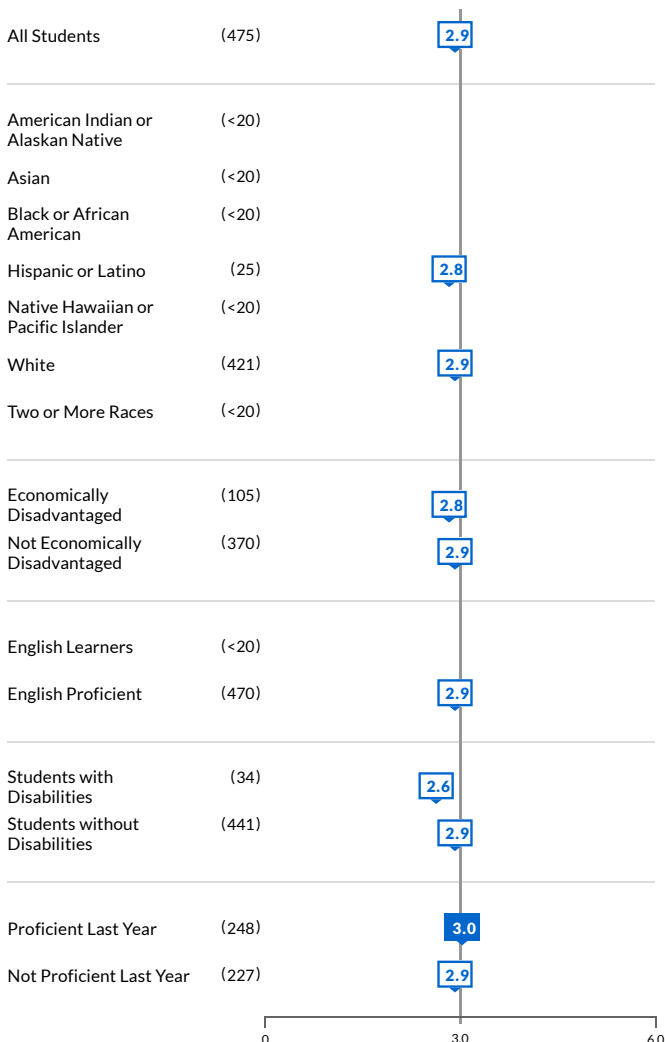 All Students (475) 2.9
American Indian or (<20)
Alaskan Native
Asian (<20)
Black or African (<20)
American
Hispanic or Latino (25) 2.8
Native Hawaiian or (<20)
Pacific Islander
White (421) 2.9
Two or More Races (<20)
Economically (105) 2.8
Disadvantaged
Not Economically (370) 2.9
Disadvantaged
English Learners (<20)
English Proficient (470) 2.9
Students with (34) 2.6
Disabilities
Students without (441) 2.9
Disabilities
Proficient Last Year (248) 3.0
Not Proficient Last Year (227) 2.9
0 3.0 6.0